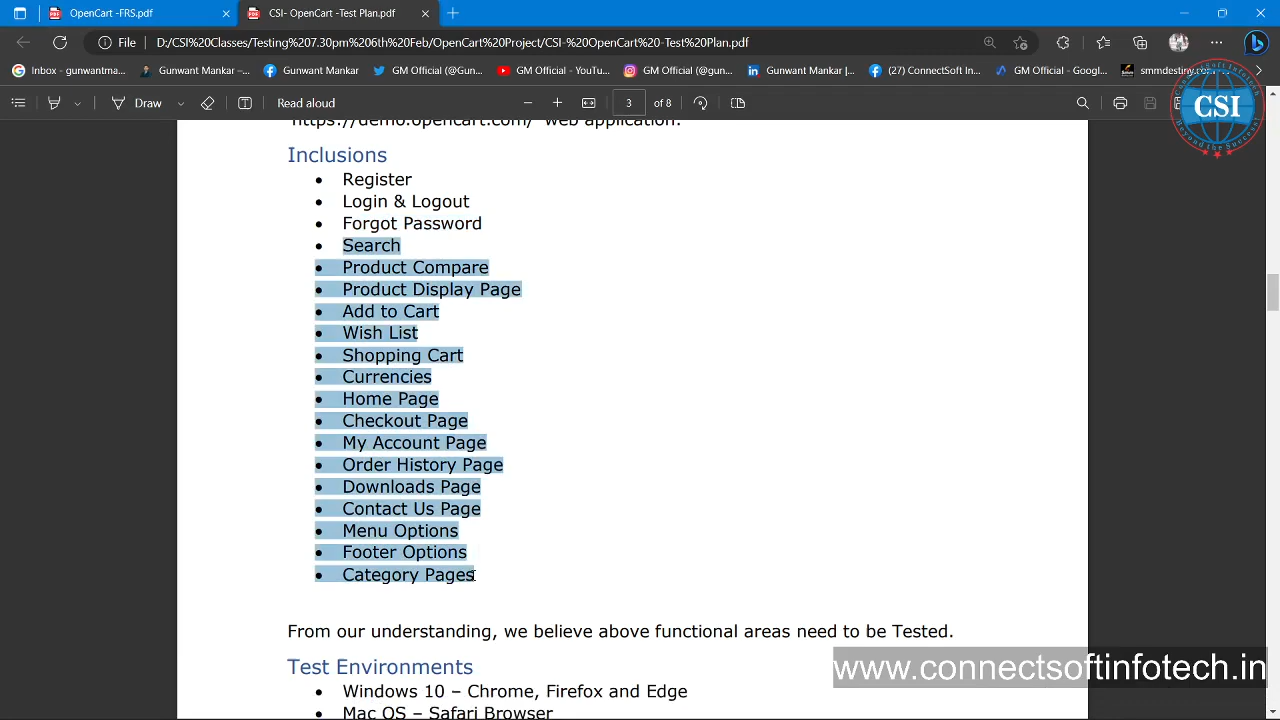 OpenCart -FRS.pdf
CSI- OpenCart -Test Plan.pdf
File
D:/CSI%20Classes/Testing%207.30pm%206th%20Feb/OpenCart%20Project/CSI-%20OpenCart%20-Test%20Plan.pdf
Inbox - gunwantma...
Gunwant Mankar –...
Gunwant Mankar
GM Official (@Gun...
GM Official - YouTu...
GM Official (@gun...
Gunwant Mankar |...
(27) ConnectSoft In...
GM Official - Googl...
smmdestiny.com
Draw
Read aloud
3
of 8
CSI
"https://demo.opencart.com/" web application.
Inclusions
• Register
• Login & Logout
• Forgot Password
• Search
• Product Compare
• Product Display Page
• Add to Cart
• Wish List
• Shopping Cart
• Currencies
• Home Page
• Checkout Page
• My Account Page
• Order History Page
• Downloads Page
• Contact Us Page
• Menu Options
• Footer Options
• Category Pages
From our understanding, we believe above functional areas need to be Tested.
Test Environments
• Windows 10 – Chrome, Firefox and Edge
• Mac OS – Safari Browser
www.connectsoftinfotech.in